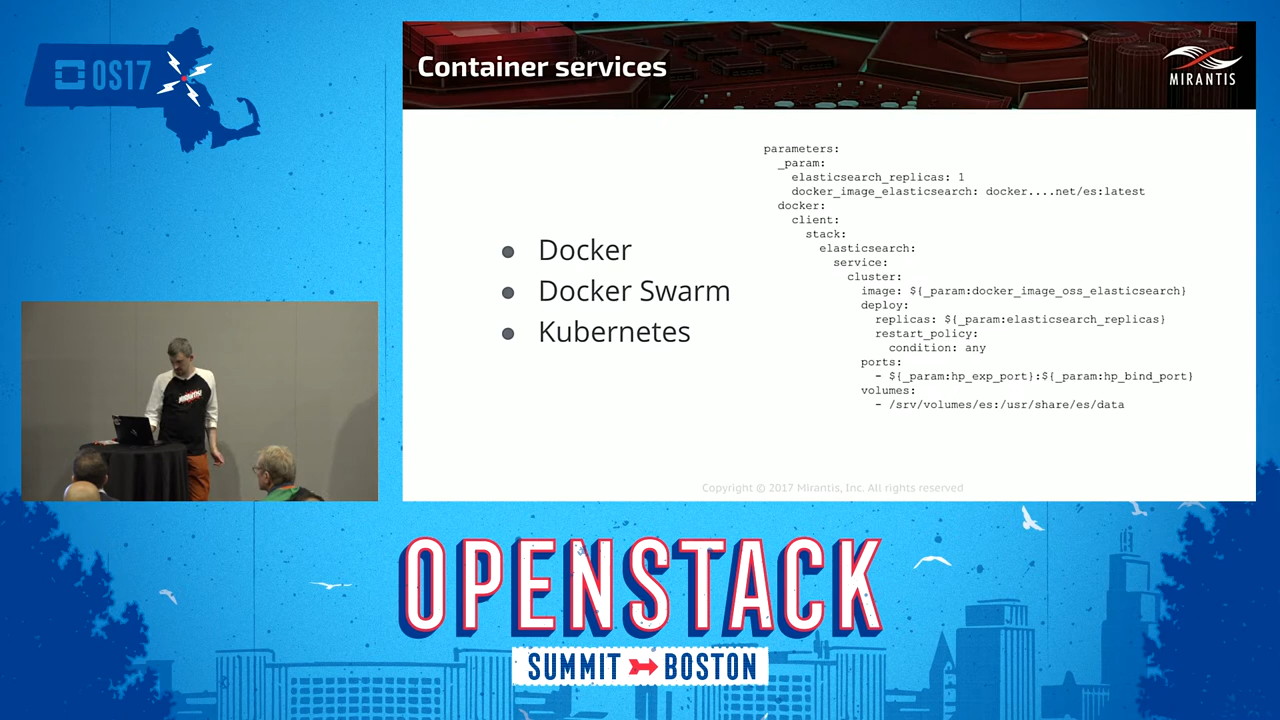 OS17
Container services
MIRANTIS
Docker
Docker Swarm
Kubernetes
parameters:
_param:
elasticsearch_replicas: 1
docker_image_elasticsearch: docker....net/es:latest
docker:
client:
stack:
elasticsearch:
service:
cluster:
image: ${_param:docker_image_oss_elasticsearch}
deploy:
replicas: ${_param:elasticsearch_replicas}
restart_policy:
condition: any
ports:
- ${_param:hp_exp_port}:${_param:hp_bind_port}
volumes:
- /srv/volumes/es:/usr/share/es/data
Copyright © 2017 Mirantis, Inc. All rights reserved
OPENSTACK
SUMMIT BOSTON